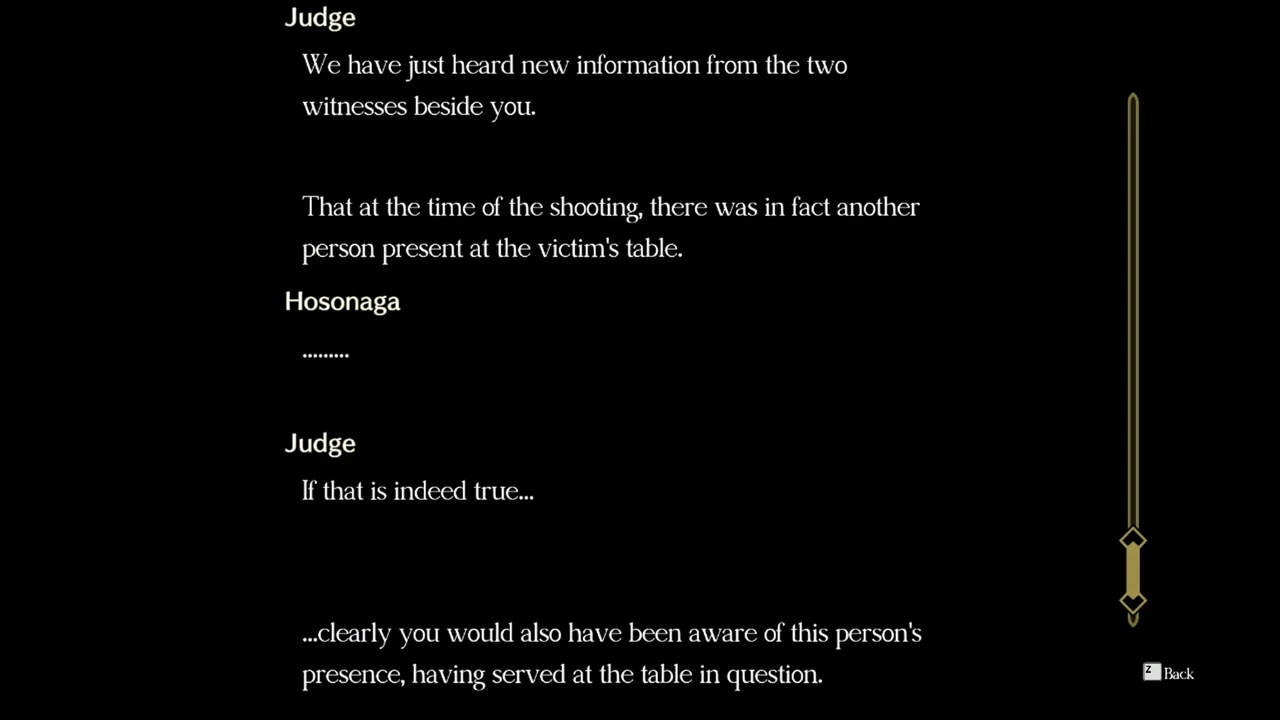 Judge
We have just heard new information from the two
witnesses beside you.
That at the time of the shooting, there was in fact another
person present at the victim's table.
Hosonaga
.........
Judge
If that is indeed true...
...clearly you would also have been aware of this person's
presence, having served at the table in question.
Z Back